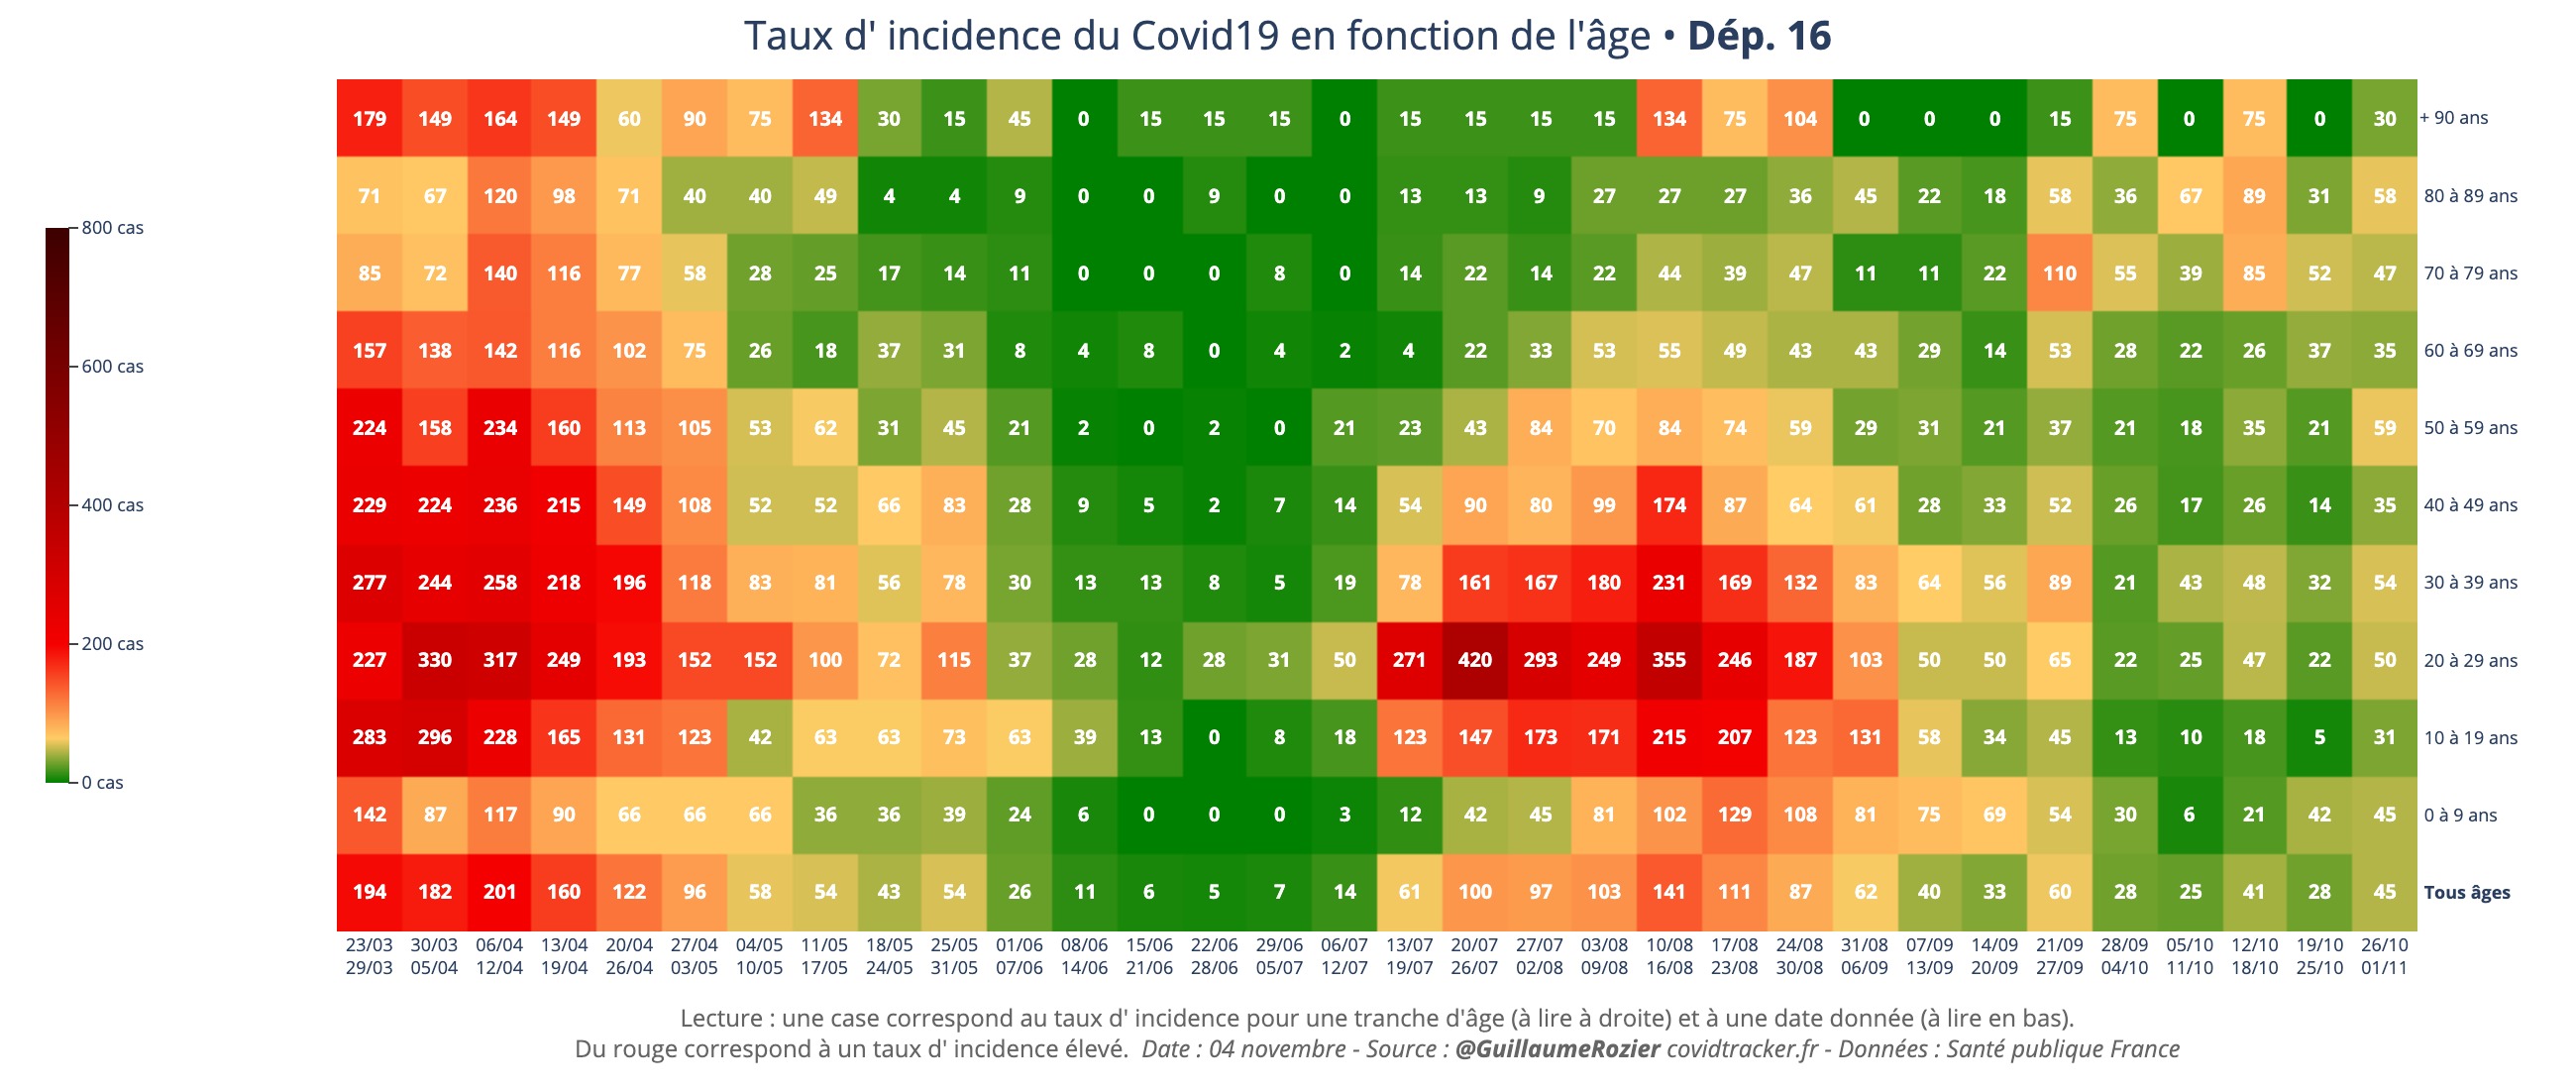 Taux d' incidence du Covid19 en fonction de l'âge • Dép. 16
800 cas
600 cas
400 cas
200 cas
0 cas
179 149 164 149 60 90 75 134 30 15 45 0 15 15 15 0 15 15 15 15 134 75 104 0 0 0 15 75 0 75 0 30 + 90 ans
71 67 120 98 71 40 40 49 4 4 9 0 0 9 0 0 13 13 9 27 27 27 36 45 22 18 58 36 67 89 31 58 80 à 89 ans
85 72 140 116 77 58 28 25 17 14 11 0 0 0 8 0 14 22 14 22 44 39 47 11 11 22 110 55 39 85 52 47 70 à 79 ans
157 138 142 116 102 75 26 18 37 31 8 4 8 0 4 2 4 22 33 53 55 49 43 43 29 14 53 28 22 26 37 35 60 à 69 ans
224 158 234 160 113 105 53 62 31 45 21 2 0 2 0 21 23 43 84 70 84 74 59 29 31 21 37 21 18 35 21 59 50 à 59 ans
229 224 236 215 149 108 52 52 66 83 28 9 5 2 7 14 54 90 80 99 174 87 64 61 28 33 52 26 17 26 14 35 40 à 49 ans
277 244 258 218 196 118 83 81 56 78 30 13 13 8 5 19 78 161 167 180 231 169 132 83 64 56 89 21 43 48 32 54 30 à 39 ans
227 330 317 249 193 152 152 100 72 115 37 28 12 28 31 50 271 420 293 249 355 246 187 103 50 50 65 22 25 47 22 50 20 à 29 ans
283 296 228 165 131 123 42 63 63 73 63 39 13 0 8 18 123 147 173 171 215 207 123 131 58 34 45 13 10 18 5 31 10 à 19 ans
142 87 117 90 66 66 66 36 36 39 24 6 0 0 0 3 12 42 45 81 102 129 108 81 75 69 54 30 6 21 42 45 0 à 9 ans
194 182 201 160 122 96 58 54 43 54 26 11 6 5 7 14 61 100 97 103 141 111 87 62 40 33 60 28 25 41 28 45 Tous âges
23/03 30/03 06/04 13/04 20/04 27/04 04/05 11/05 18/05 25/05 01/06 08/06 15/06 22/06 29/06 06/07 13/07 20/07 27/07 03/08 10/08 17/08 24/08 31/08 07/09 14/09 21/09 28/09 05/10 12/10 19/10 26/10
29/03 05/04 12/04 19/04 26/04 03/05 10/05 17/05 24/05 31/05 07/06 14/06 21/06 28/06 05/07 12/07 19/07 26/07 02/08 09/08 16/08 23/08 30/08 06/09 13/09 20/09 27/09 04/10 11/10 18/10 25/10 01/11
Lecture : une case correspond au taux d' incidence pour une tranche d'âge (à lire à droite) et à une date donnée (à lire en bas).
Du rouge correspond à un taux d' incidence élevé. Date : 04 novembre - Source : @GuillaumeRozier covidtracker.fr - Données : Santé publique France